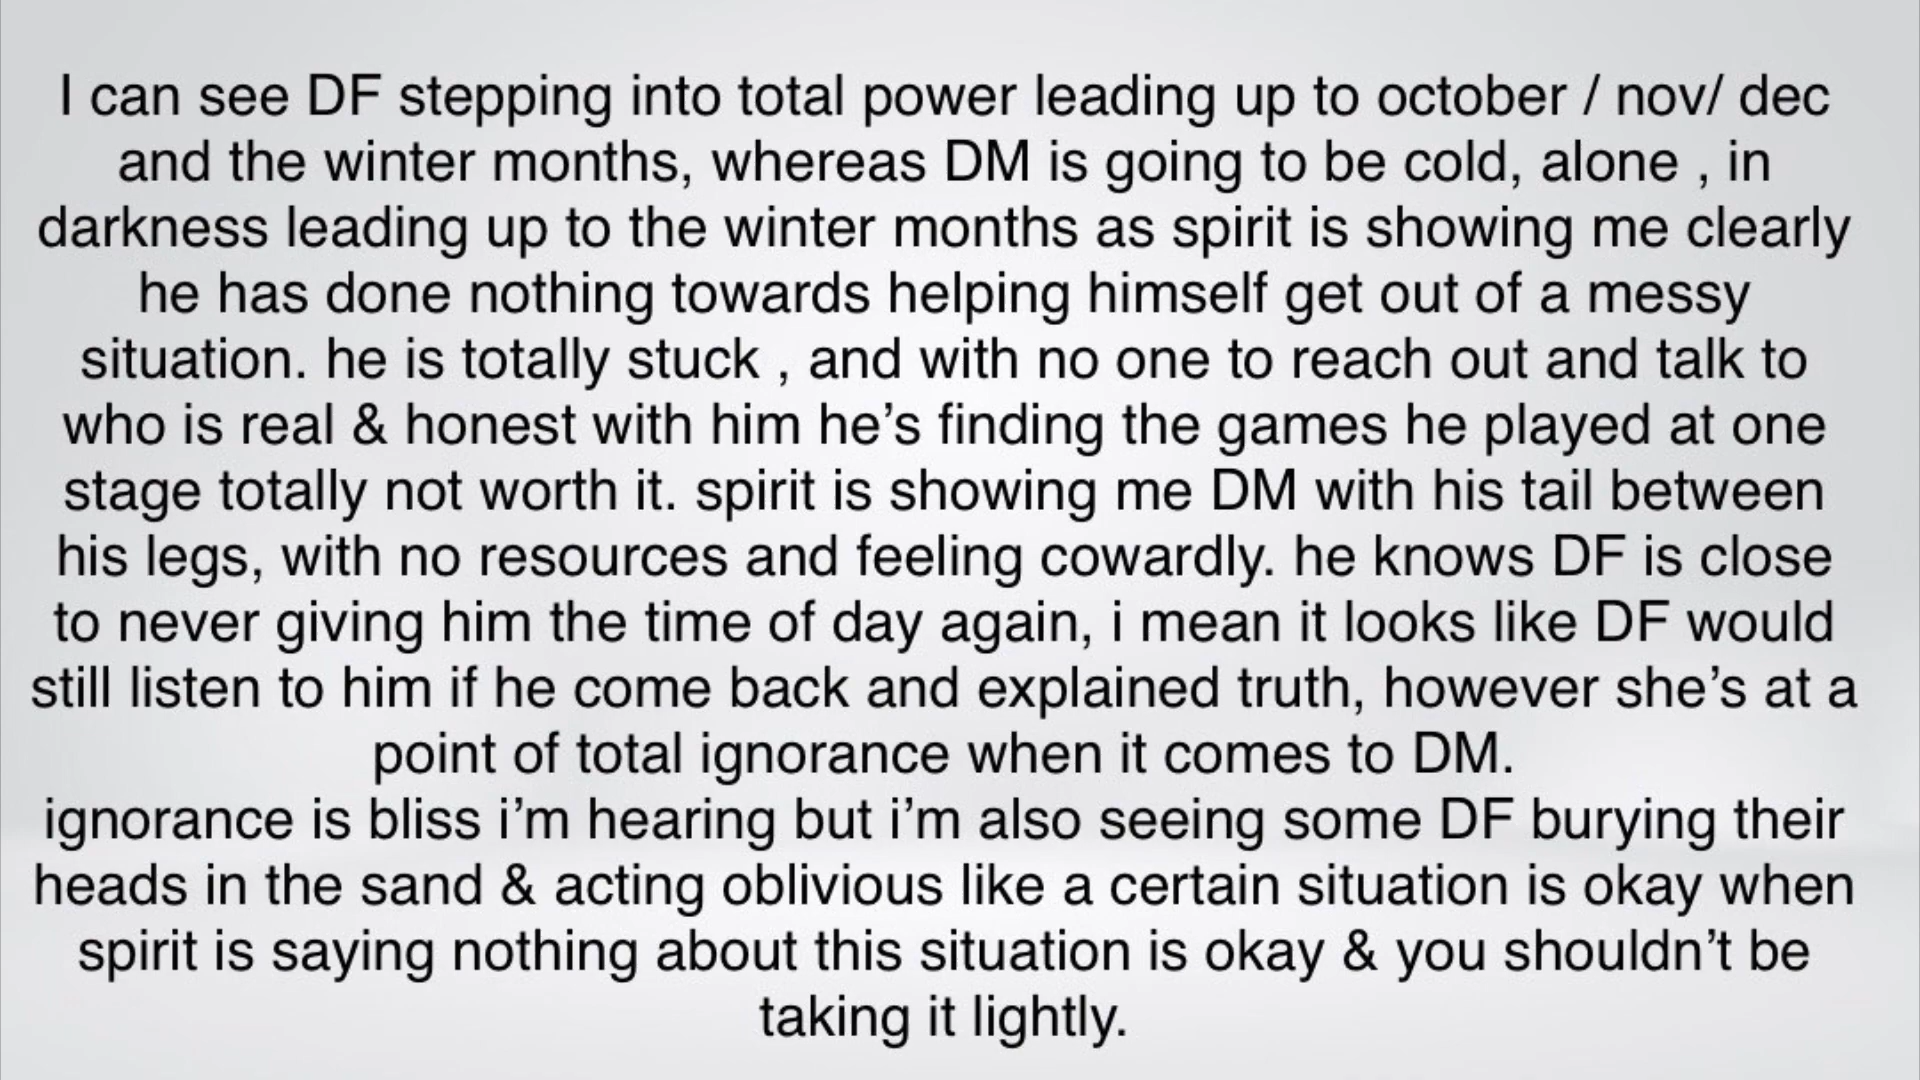 I can see DF stepping into total power leading up to october / nov/ dec
and the winter months, whereas DM is going to be cold, alone , in
darkness leading up to the winter months as spirit is showing me clearly
he has done nothing towards helping himself get out of a messy
situation. he is totally stuck , and with no one to reach out and talk to
who is real & honest with him he’s finding the games he played at one
stage totally not worth it. spirit is showing me DM with his tail between
his legs, with no resources and feeling cowardly. he knows DF is close
to never giving him the time of day again, i mean it looks like DF would
still listen to him if he come back and explained truth, however she’s at a
point of total ignorance when it comes to DM.
ignorance is bliss i’m hearing but i’m also seeing some DF burying their
heads in the sand & acting oblivious like a certain situation is okay when
spirit is saying nothing about this situation is okay & you shouldn’t be
taking it lightly.